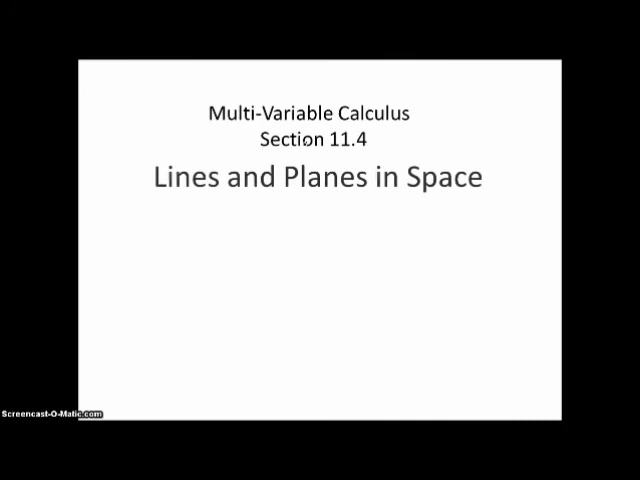 Multi-Variable Calculus
Section 11.4
Lines and Planes in Space
Screencast-O-Matic.com